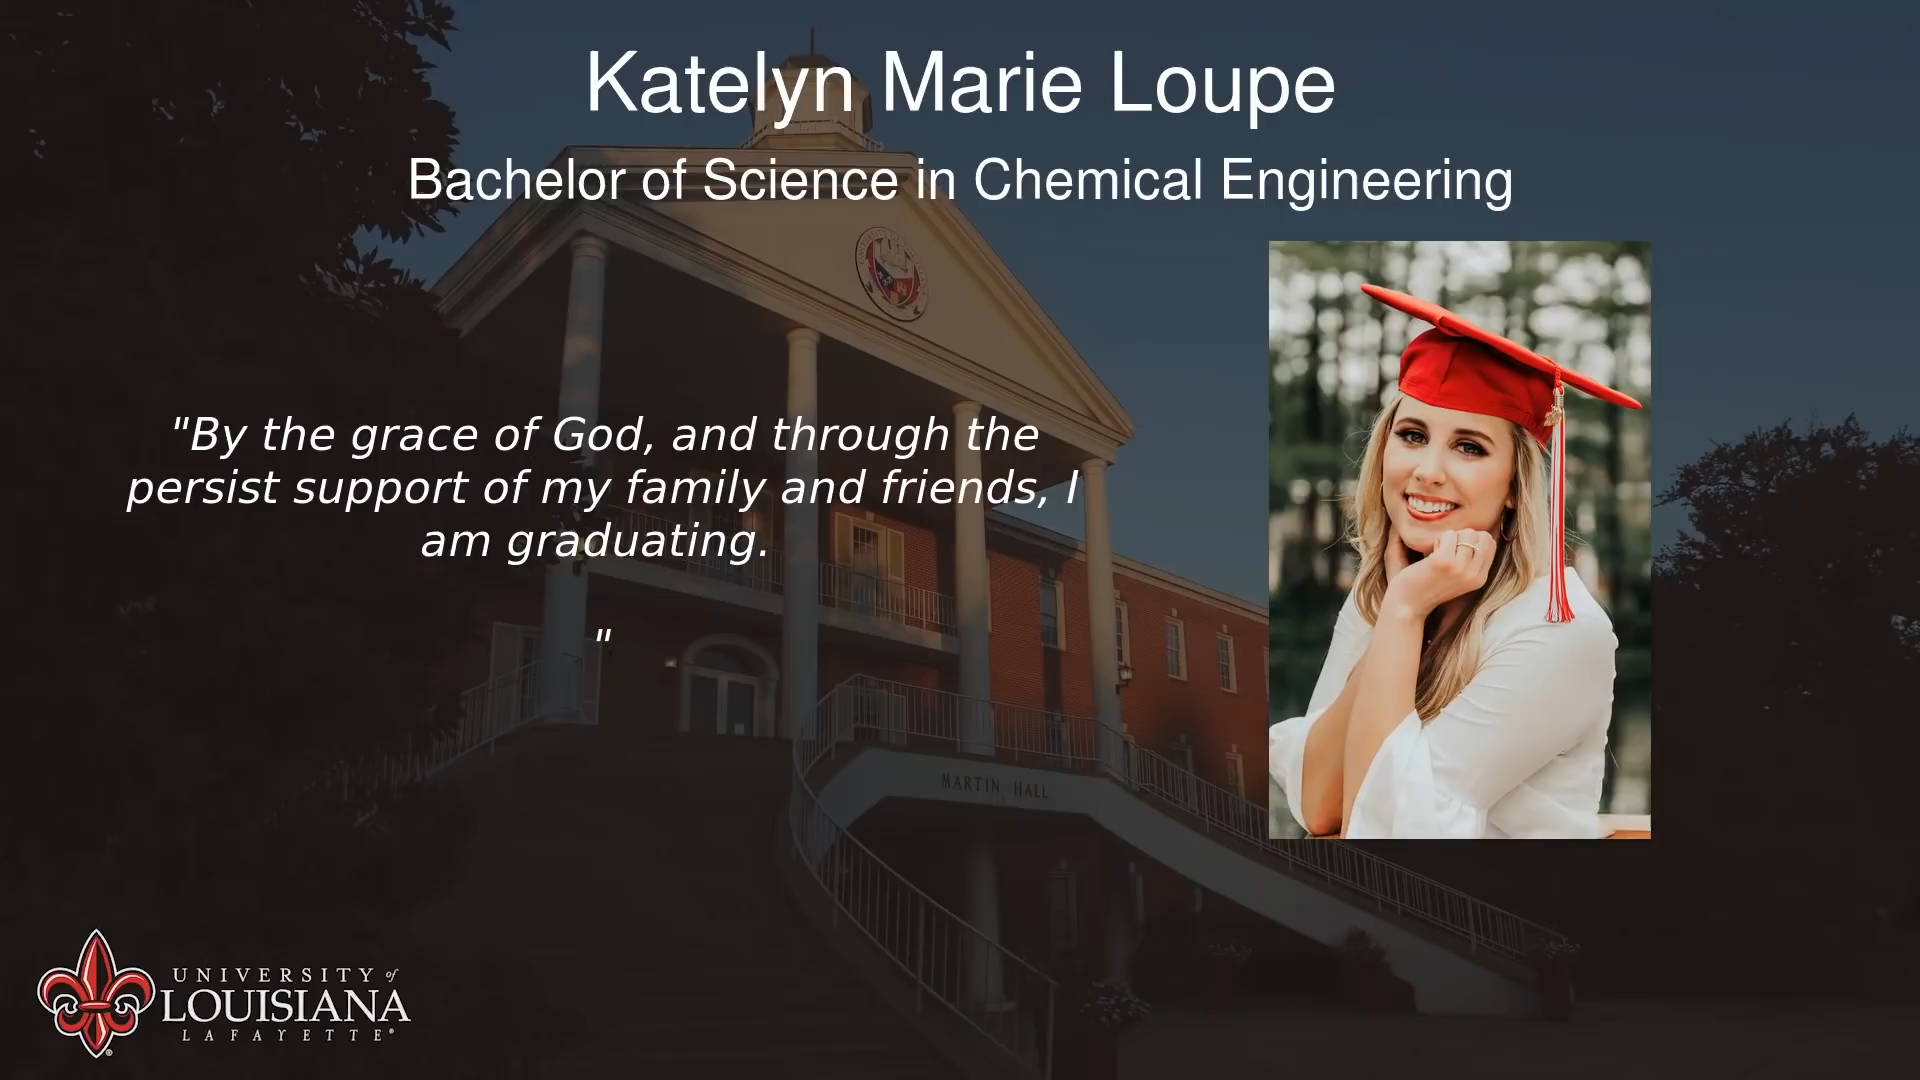 Katelyn Marie Loupe
Bachelor of Science in Chemical Engineering
"By the grace of God, and through the
persist support of my family and friends, I
am graduating.
"
MARTIN HALL
UNIVERSITY of
LOUISIANA
LAFAYETTE®